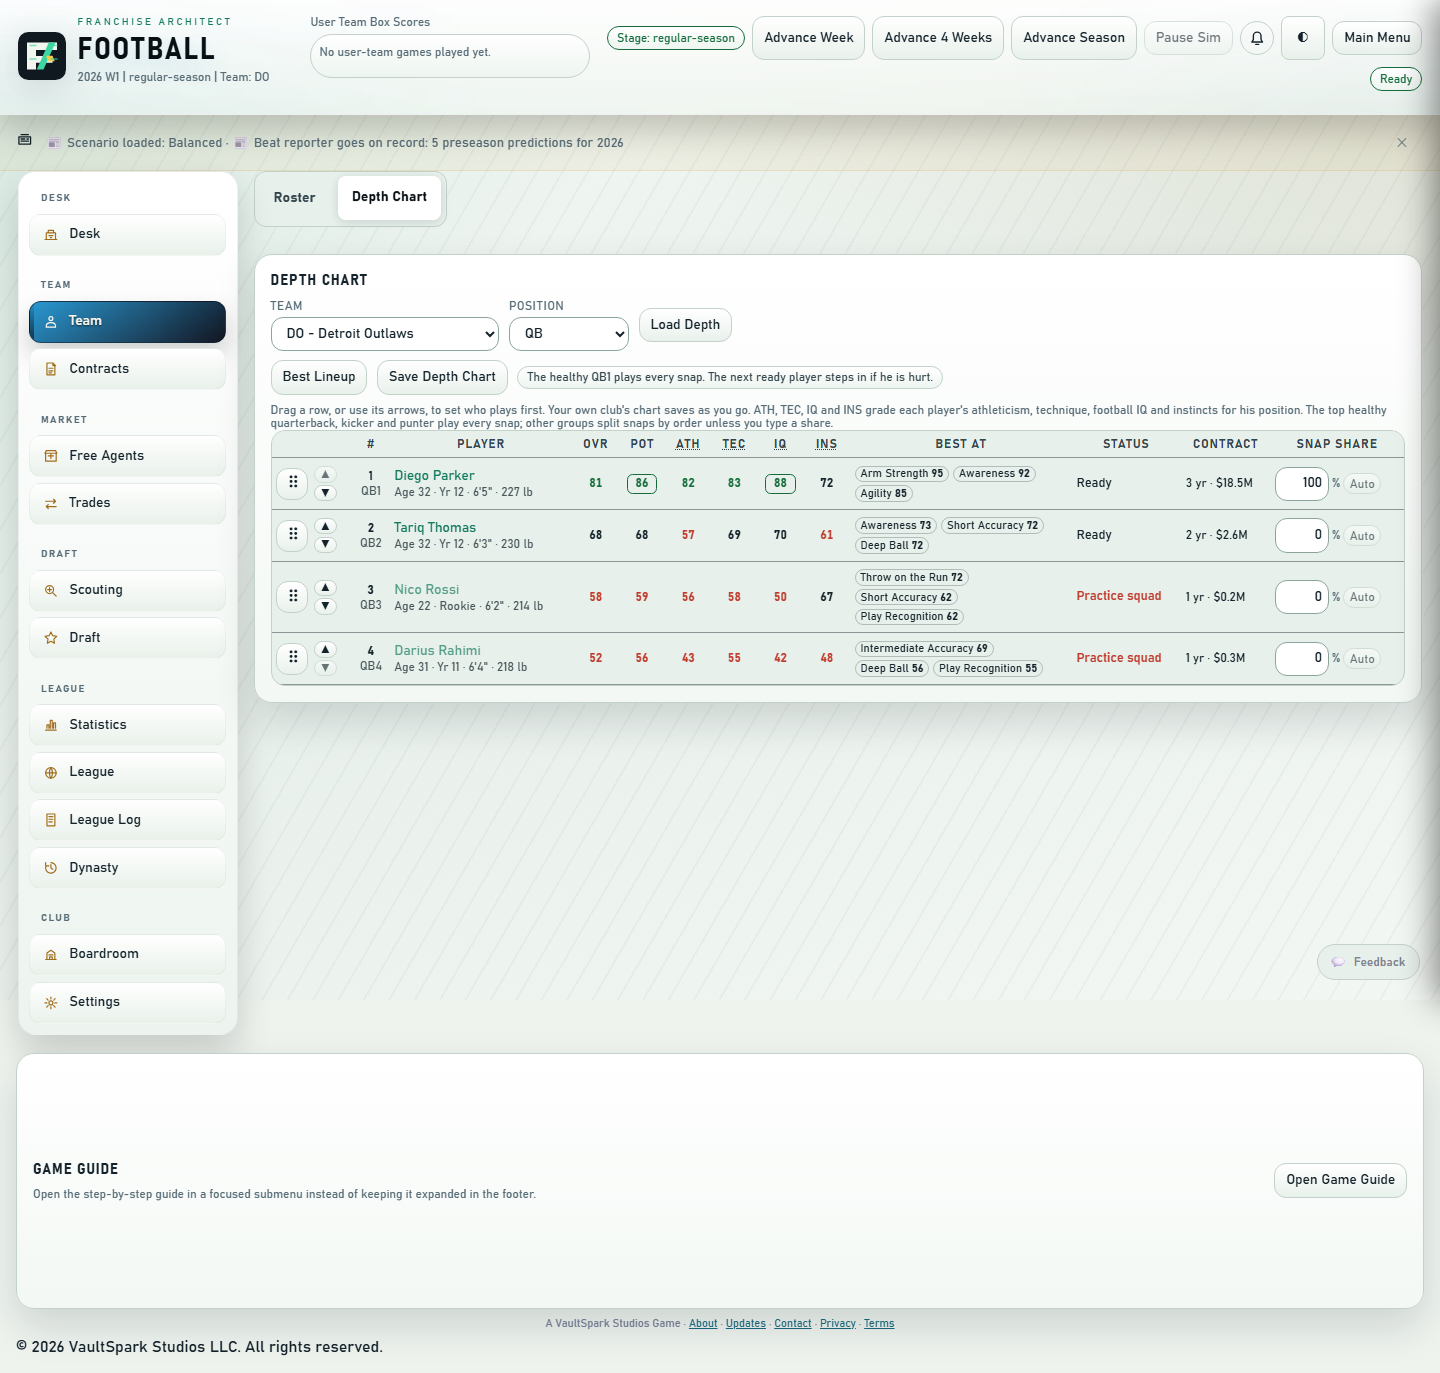 FRANCHISE ARCHITECT
FOOTBALL
2026 W1 | regular-season | Team: DO
User Team Box Scores
No user-team games played yet.
Stage: regular-season
Advance Week
Advance 4 Weeks
Advance Season
Pause Sim
Main Menu
Ready
Scenario loaded: Balanced · Beat reporter goes on record: 5 preseason predictions for 2026
DESK
Desk
TEAM
Team
Contracts
MARKET
Free Agents
Trades
DRAFT
Scouting
Draft
LEAGUE
Statistics
League
League Log
Dynasty
CLUB
Boardroom
Settings
Roster
Depth Chart
DEPTH CHART
TEAM
POSITION
DO - Detroit Outlaws
QB
Load Depth
Best Lineup
Save Depth Chart
The healthy QB1 plays every snap. The next ready player steps in if he is hurt.
Drag a row, or use its arrows, to set who plays first. Your own club's chart saves as you go. ATH, TEC, IQ and INS grade each player's athleticism, technique, football IQ and instincts for his position. The top healthy
quarterback, kicker and punter play every snap; other groups split snaps by order unless you type a share.
# PLAYER OVR POT ATH TEC IQ INS BEST AT STATUS CONTRACT SNAP SHARE
1 Diego Parker 81 86 82 83 88 72 Arm Strength 95 Awareness 92 Ready 3 yr · $18.5M 100 % Auto
QB1 Age 32 · Yr 12 · 6'5" · 227 lb Agility 85
2 Tariq Thomas 68 68 57 69 70 61 Awareness 73 Short Accuracy 72 Ready 2 yr · $2.6M 0 % Auto
QB2 Age 32 · Yr 12 · 6'3" · 230 lb Deep Ball 72
Throw on the Run 72
3 Nico Rossi 58 59 56 58 50 67 Short Accuracy 62 Practice squad 1 yr · $0.2M 0 % Auto
QB3 Age 22 · Rookie · 6'2" · 214 lb Play Recognition 62
4 Darius Rahimi 52 56 43 55 42 48 Intermediate Accuracy 69 Practice squad 1 yr · $0.3M 0 % Auto
QB4 Age 31 · Yr 11 · 6'4" · 218 lb Deep Ball 56 Play Recognition 55
Feedback
GAME GUIDE
Open the step-by-step guide in a focused submenu instead of keeping it expanded in the footer.
Open Game Guide
A VaultSpark Studios Game · About · Updates · Contact · Privacy · Terms
© 2026 VaultSpark Studios LLC. All rights reserved.